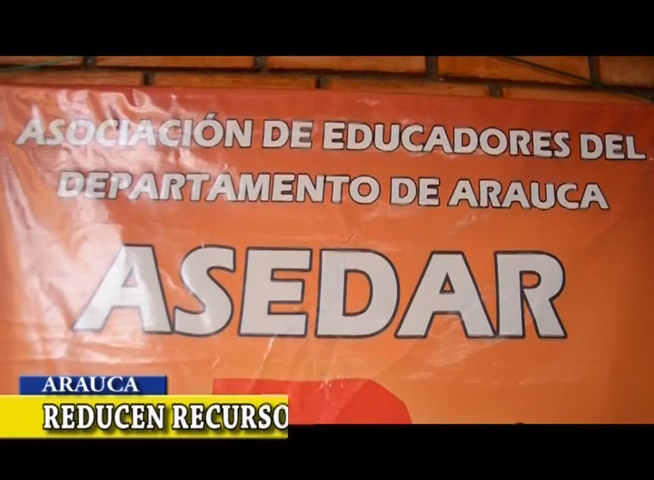 ASOCIACIÓN DE EDUCADORES DEL
DEPARTAMENTO DE ARAUCA
ASEDAR
ARAUCA
REDUCEN RECURSO